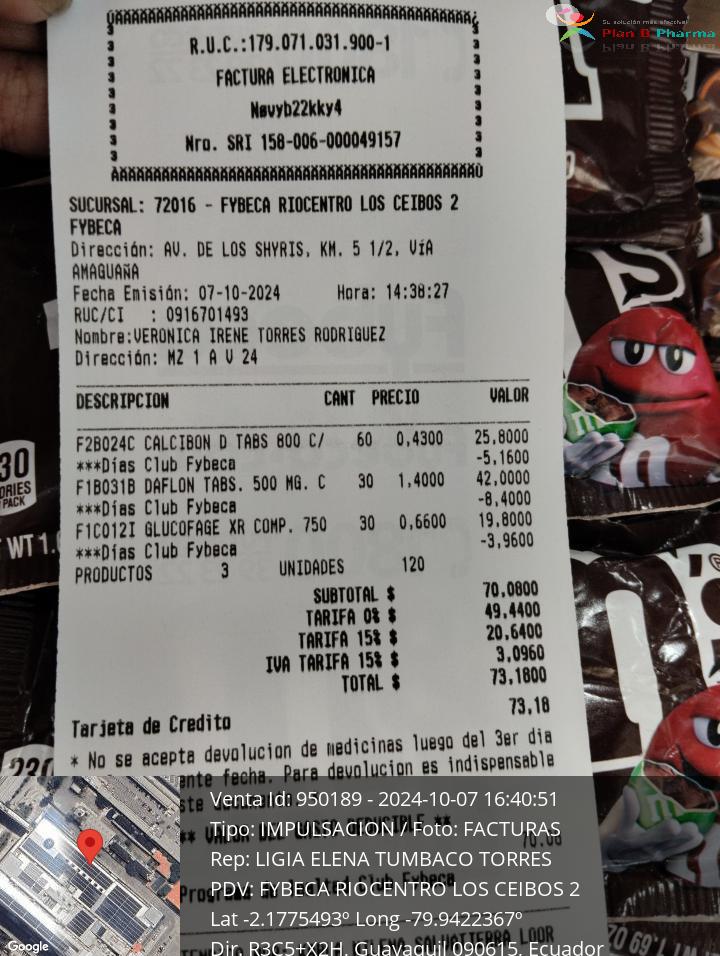 Su solución más efectiva!
Plan B Pharma
R.U.C.:179.071.031.900-1
FACTURA ELECTRONICA
Nøvyb22kky4
Nro. SRI 158-006-000049157
SUCURSAL: 72016 - FYBECA RIOCENTRO LOS CEIBOS 2
FYBECA
Dirección: AV. DE LOS SHYRIS, KM. 5 1/2, VíA
AMAGUAñA
Fecha Emisión: 07-10-2024 Hora: 14:38:27
RUC/CI : 0916701493
Nombre:VERONICA IRENE TORRES RODRIGUEZ
Dirección: MZ 1 A V 24
DESCRIPCION CANT PRECIO VALOR
F2B024C CALCIBON D TABS 800 C/ 60 0,4300 25,8000
***Días Club Fybeca -5,1600
F1B031B DAFLON TABS. 500 MG. C 30 1,4000 42,0000
***Días Club Fybeca -8,4000
F1C012I GLUCOFAGE XR COMP. 750 30 0,6600 19,8000
***Días Club Fybeca -3,9600
PRODUCTOS 3 UNIDADES 120
SUBTOTAL $ 70,0800
TARIFA 0% $ 49,4400
TARIFA 15% $ 20,6400
IVA TARIFA 15% $ 3,0960
TOTAL $ 73,1800
73,18
Tarjeta de Credito
* No se acepta devolucion de medicinas luego del 3er dia
ente fecha. Para devolucion es indispensable
Venta Id: 950189 - 2024-10-07 16:40:51
Tipo: IMPULSACION / Foto: FACTURAS
Rep: LIGIA ELENA TUMBACO TORRES
PDV: FYBECA RIOCENTRO LOS CEIBOS 2
Lat -2.1775493º Long -79.9422367º
Dir. R3C5+X2H, Guayaquil 090615, Ecuador
Google